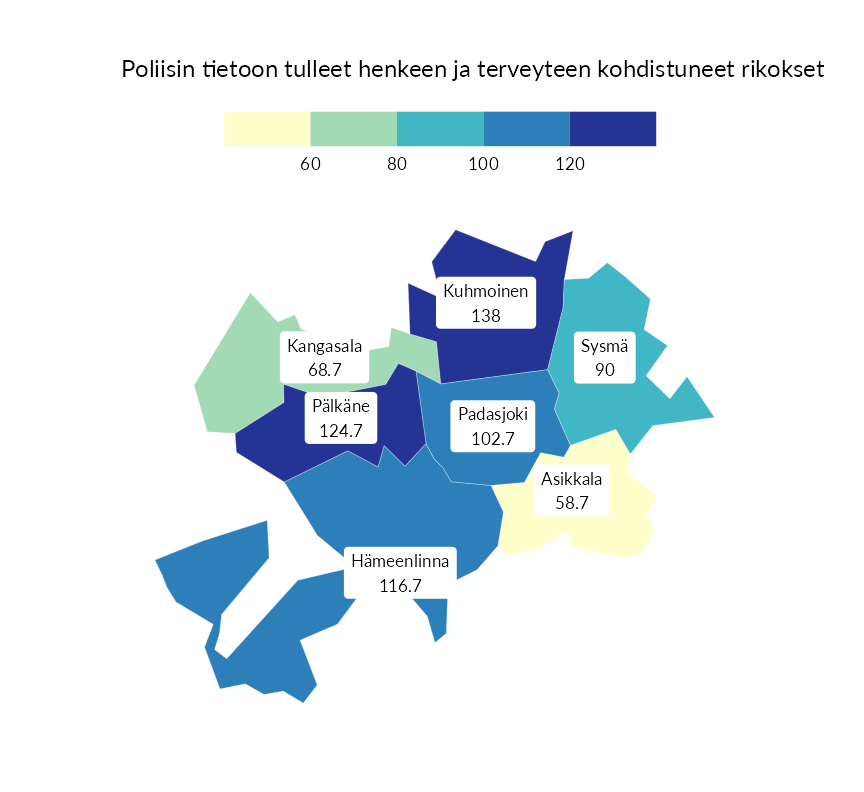 Poliisin tietoon tulleet henkeen ja terveyteen kohdistuneet rikokset
60 80 100 120
Kuhmoinen
138
Kangasala
68.7
Sysmä
90
Pälkäne
124.7
Padasjoki
102.7
Asikkala
58.7
Hämeenlinna
116.7